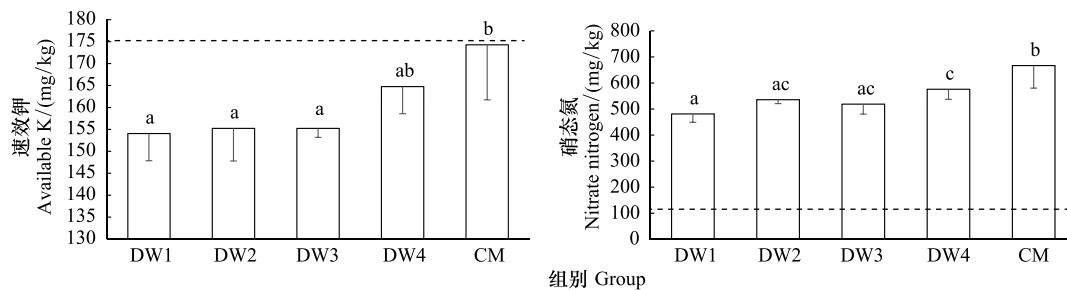 速效钾
Available K/(mg/kg)
180
175
170
165
160
155
150
145
140
135
130
a
a
a
ab
b
DW1
DW2
DW3
DW4
CM
硝态氮
Nitrate nitrogen/(mg/kg)
800
700
600
500
400
300
200
100
0
a
ac
ac
c
b
DW1
DW2
DW3
DW4
CM
组别 Group